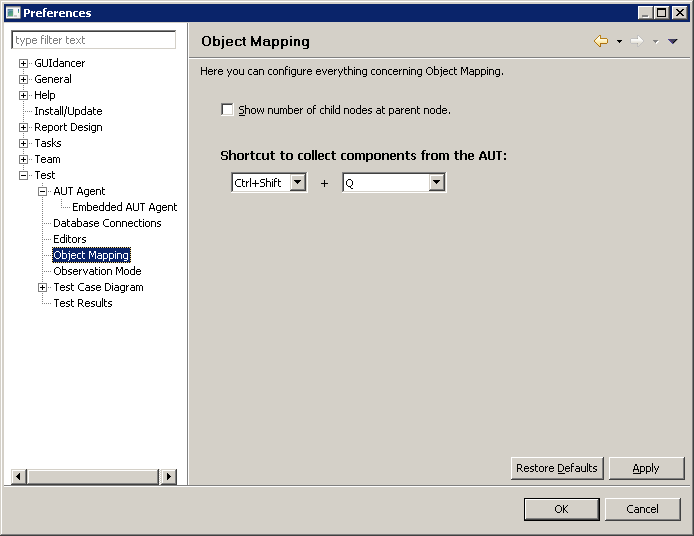 Preferences
type filter text
GUIdancer
General
Help
Install/Update
Report Design
Tasks
Team
Test
AUT Agent
Embedded AUT Agent
Database Connections
Editors
Object Mapping
Observation Mode
Test Case Diagram
Test Results
Object Mapping
Here you can configure everything concerning Object Mapping.
Show number of child nodes at parent node.
Shortcut to collect components from the AUT:
Ctrl+Shift + Q
Restore Defaults Apply
OK Cancel